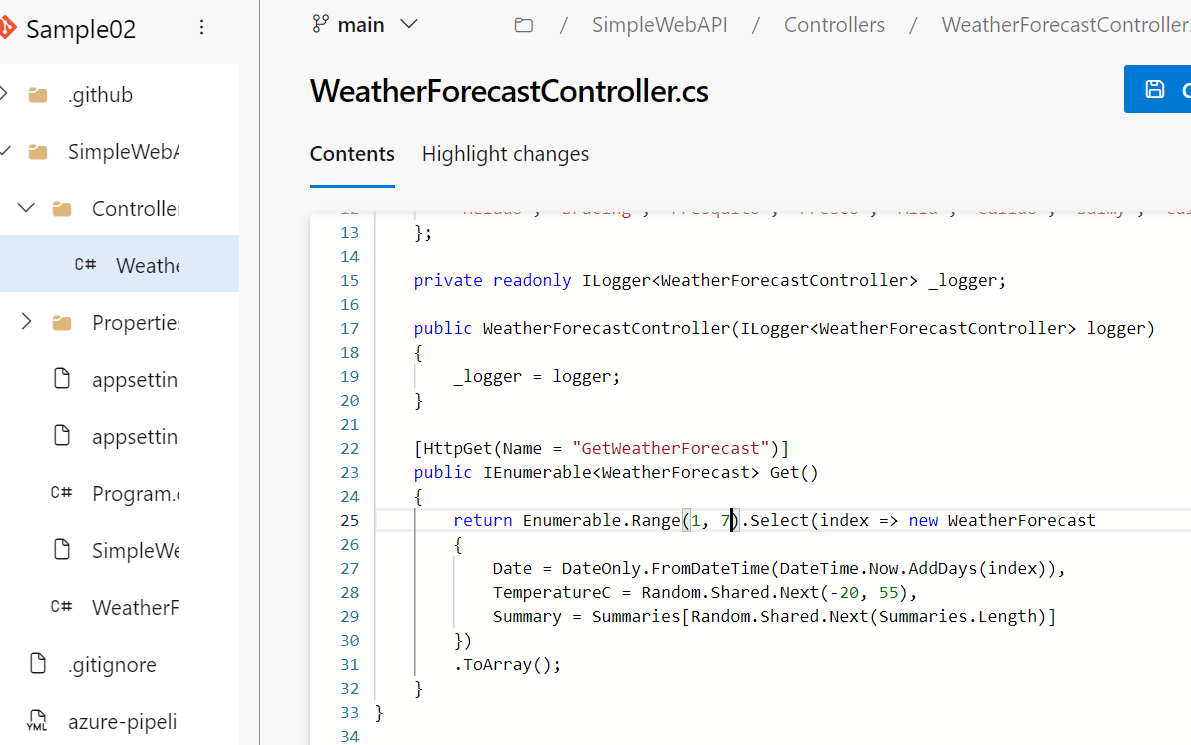 Sample02
.github
SimpleWebA
Controlle
C# Weathe
Propertie
appsettin
appsettin
C# Program.
SimpleWe
C# WeatherF
.gitignore
YML azure-pipeli
main
/ SimpleWebAPI / Controllers / WeatherForecastController.
WeatherForecastController.cs
Contents Highlight changes
13 };
14
15 private readonly ILogger<WeatherForecastController> _logger;
16
17 public WeatherForecastController(ILogger<WeatherForecastController> logger)
18 {
19 _logger = logger;
20 }
21
22 [HttpGet(Name = "GetWeatherForecast")]
23 public IEnumerable<WeatherForecast> Get()
24 {
25 return Enumerable.Range(1, 7).Select(index => new WeatherForecast
26 {
27 Date = DateOnly.FromDateTime(DateTime.Now.AddDays(index)),
28 TemperatureC = Random.Shared.Next(-20, 55),
29 Summary = Summaries[Random.Shared.Next(Summaries.Length)]
30 })
31 .ToArray();
32 }
33 }
34